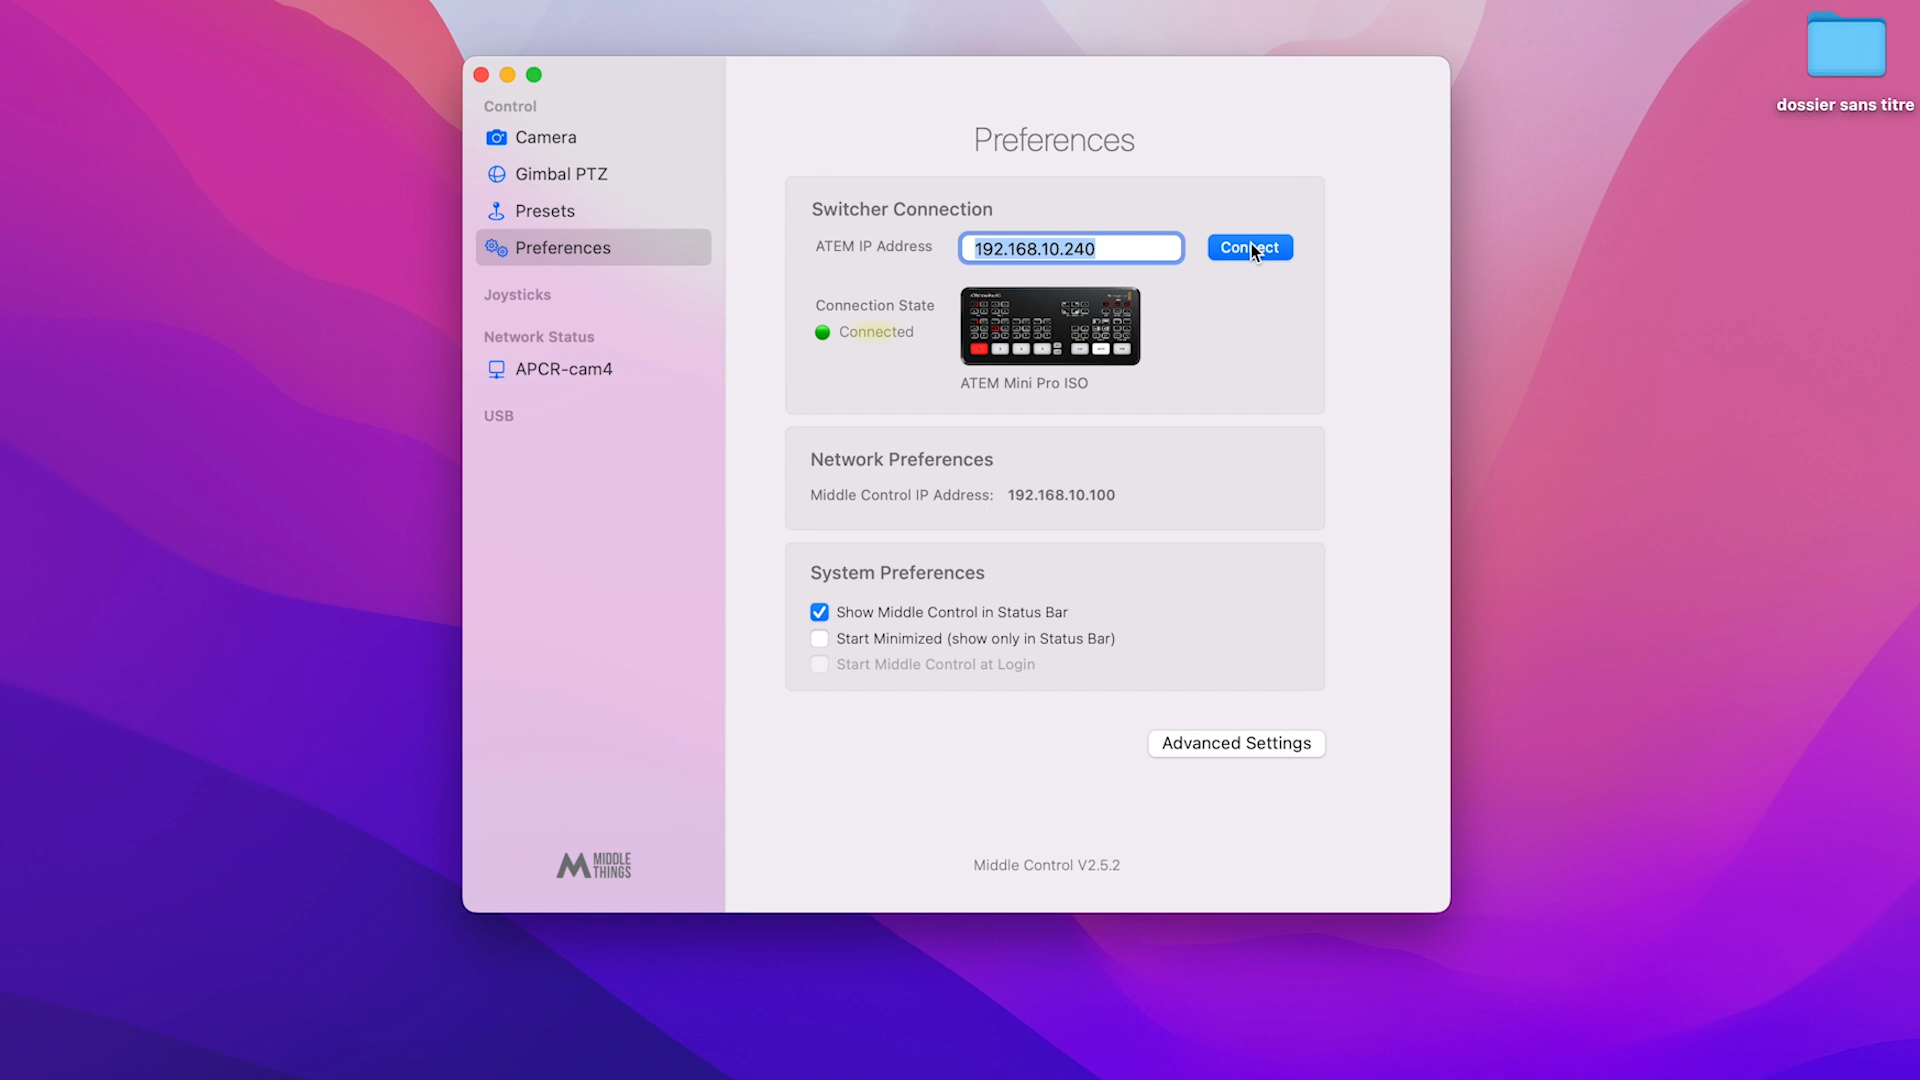 dossier sans titre
Control
Camera
Gimbal PTZ
Presets
Preferences
Joysticks
Network Status
APCR-cam4
USB
MIDDLE
THINGS
Preferences
Switcher Connection
ATEM IP Address
192.168.10.240
Connect
Connection State
Connected
ATEM Mini Pro ISO
Network Preferences
Middle Control IP Address: 192.168.10.100
System Preferences
Show Middle Control in Status Bar
Start Minimized (show only in Status Bar)
Start Middle Control at Login
Advanced Settings
Middle Control V2.5.2